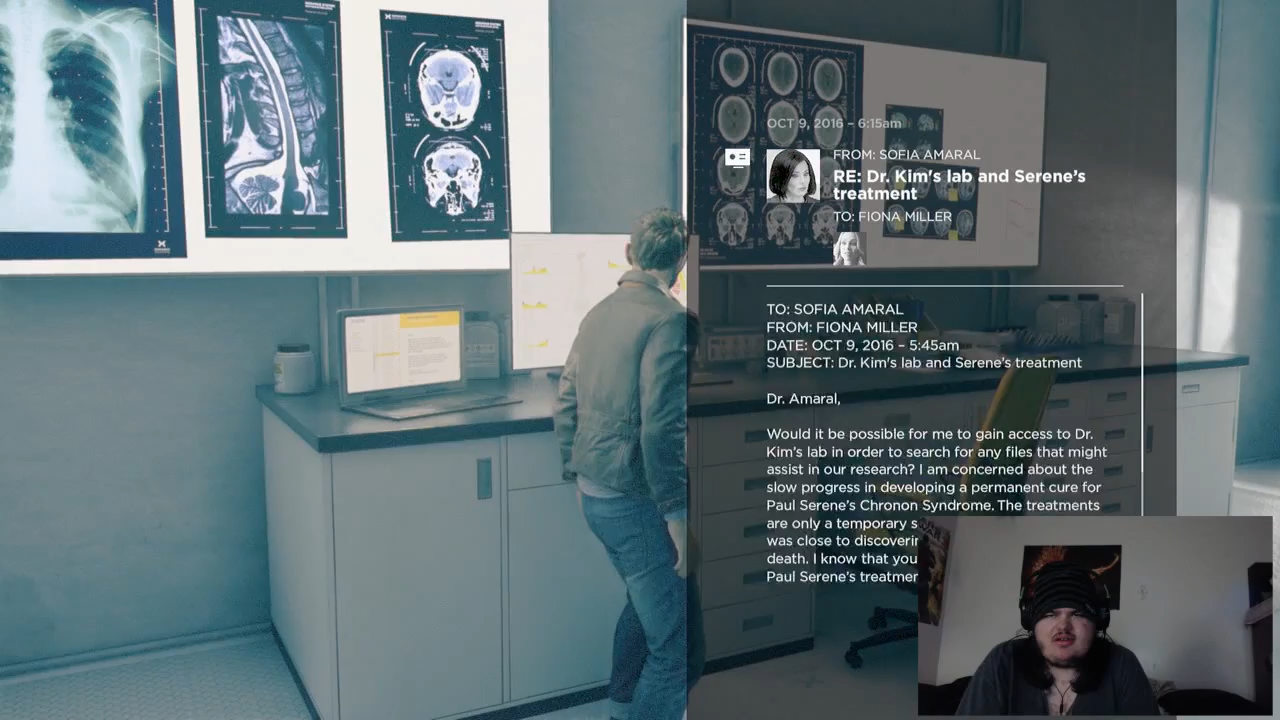 OCT 9, 2016 – 6:15am
FROM: SOFIA AMARAL
RE: Dr. Kim's lab and Serene's
treatment
TO: FIONA MILLER
TO: SOFIA AMARAL
FROM: FIONA MILLER
DATE: OCT 9, 2016 – 5:45am
SUBJECT: Dr. Kim's lab and Serene's treatment
Dr. Amaral,
Would it be possible for me to gain access to Dr.
Kim's lab in order to search for any files that might
assist in our research? I am concerned about the
slow progress in developing a permanent cure for
Paul Serene's Chronon Syndrome. The treatments
are only a temporary
was close to
death. I know that you
Paul Serene's